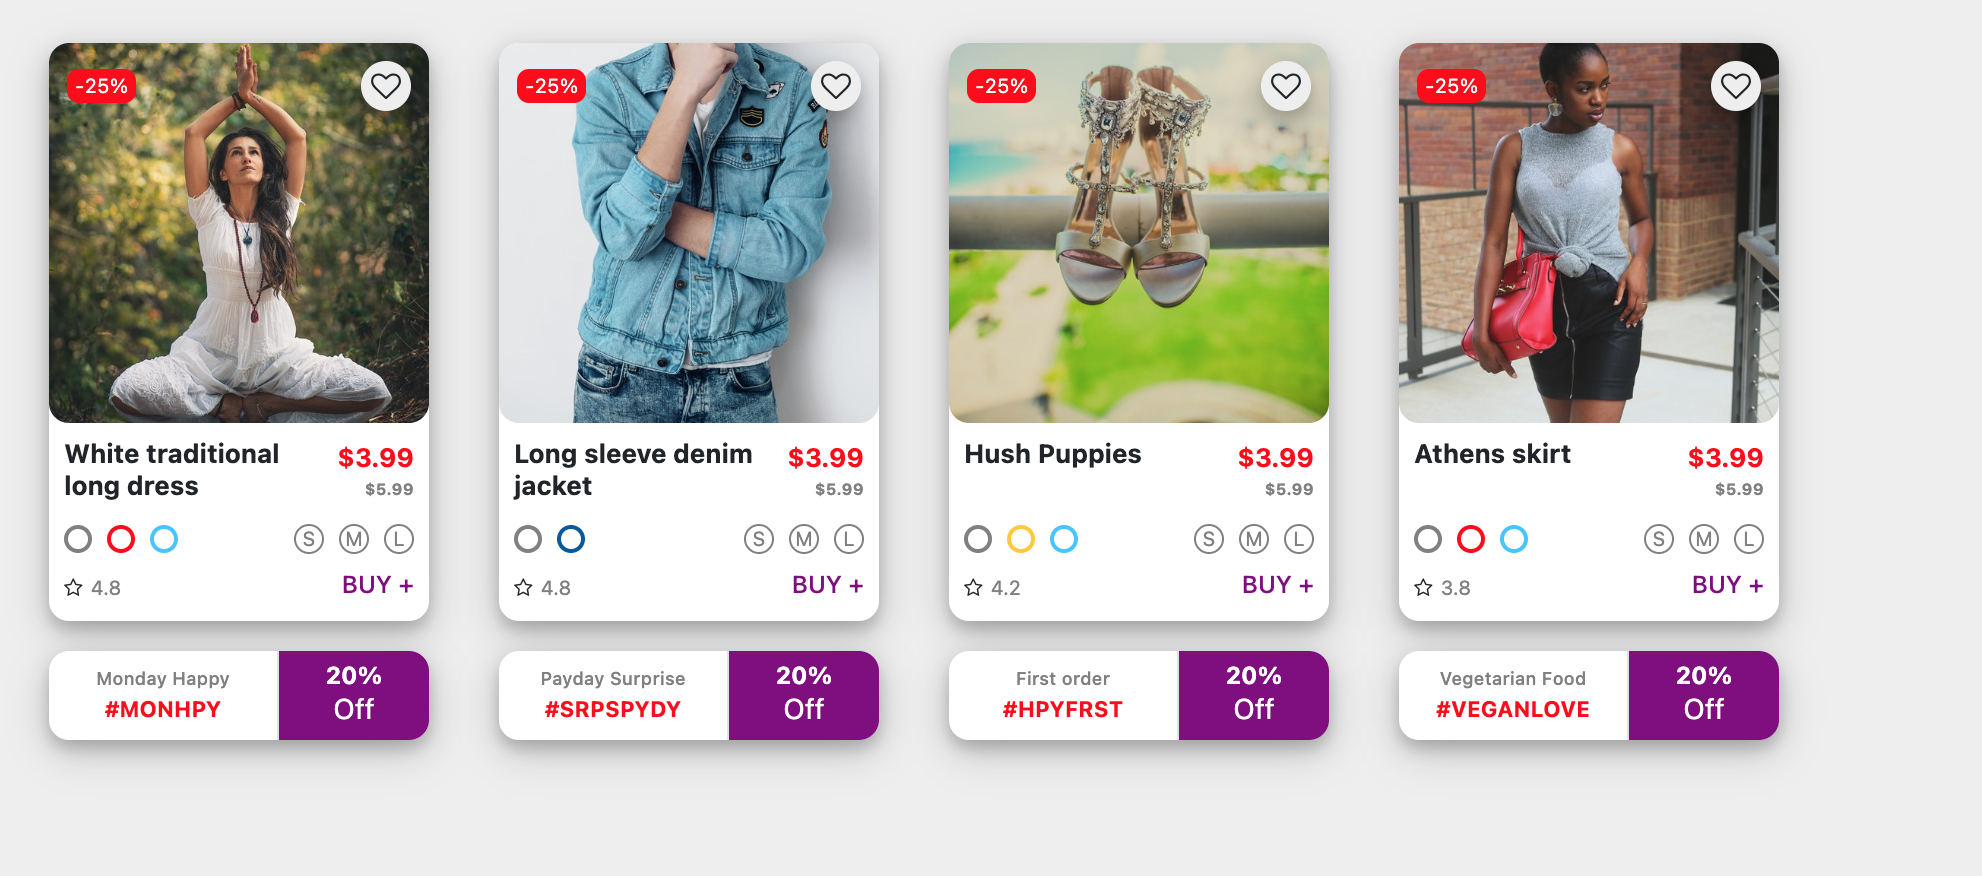 -25%
White traditional
long dress
$3.99
$5.99
S M L
4.8
BUY +
-25%
Long sleeve denim
jacket
$3.99
$5.99
S M L
4.8
BUY +
-25%
Hush Puppies
$3.99
$5.99
S M L
4.2
BUY +
-25%
Athens skirt
$3.99
$5.99
S M L
3.8
BUY +
Monday Happy
#MONHPY
20%
Off
Payday Surprise
#SRPSPYDY
20%
Off
First order
#HPYFRST
20%
Off
Vegetarian Food
#VEGANLOVE
20%
Off